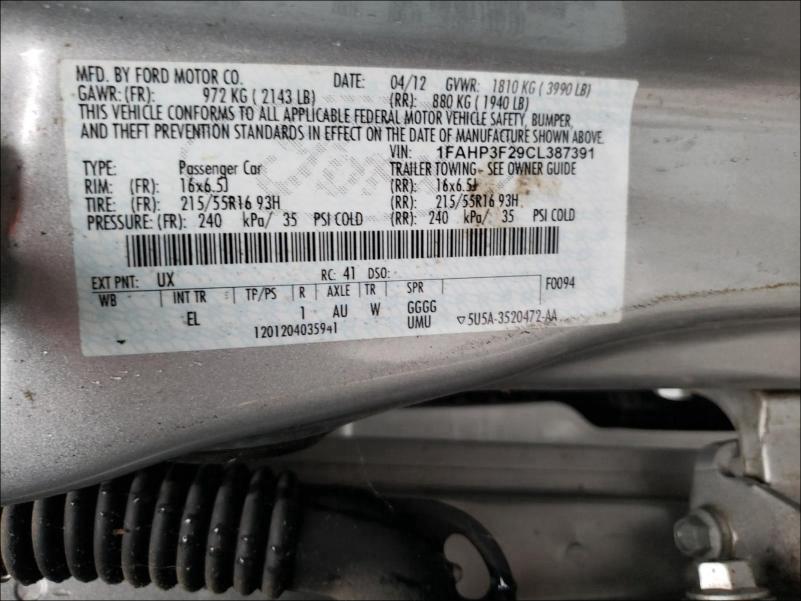 MFD. BY FORD MOTOR CO. DATE: 04/12 GVWR: 1810 KG ( 3990 LB)
GAWR:(FR): 972 KG ( 2143 LB) (RR): 880 KG ( 1940 LB)
THIS VEHICLE CONFORMS TO ALL APPLICABLE FEDERAL MOTOR VEHICLE SAFETY, BUMPER,
AND THEFT PREVENTION STANDARDS IN EFFECT ON THE DATE OF MANUFACTURE SHOWN ABOVE.
VIN: 1FAHP3F29CL387391
TYPE: Passenger Car TRAILER TOWING - SEE OWNER GUIDE
RIM: (FR): 16x6.5J (RR): 16x6.5J
TIRE: (FR): 215/55R16 93H (RR): 215/55R16 93H
PRESSURE:(FR): 240 kPa/ 35 PSI COLD (RR): 240 kPa/ 35 PSI COLD
EXT PNT: UX RC: 41 DSO: F0094
WB INT TR TP/PS R AXLE TR SPR
EL 1 AU W GGGG
1201204035941 UMU ▽5U5A-3520472-AA